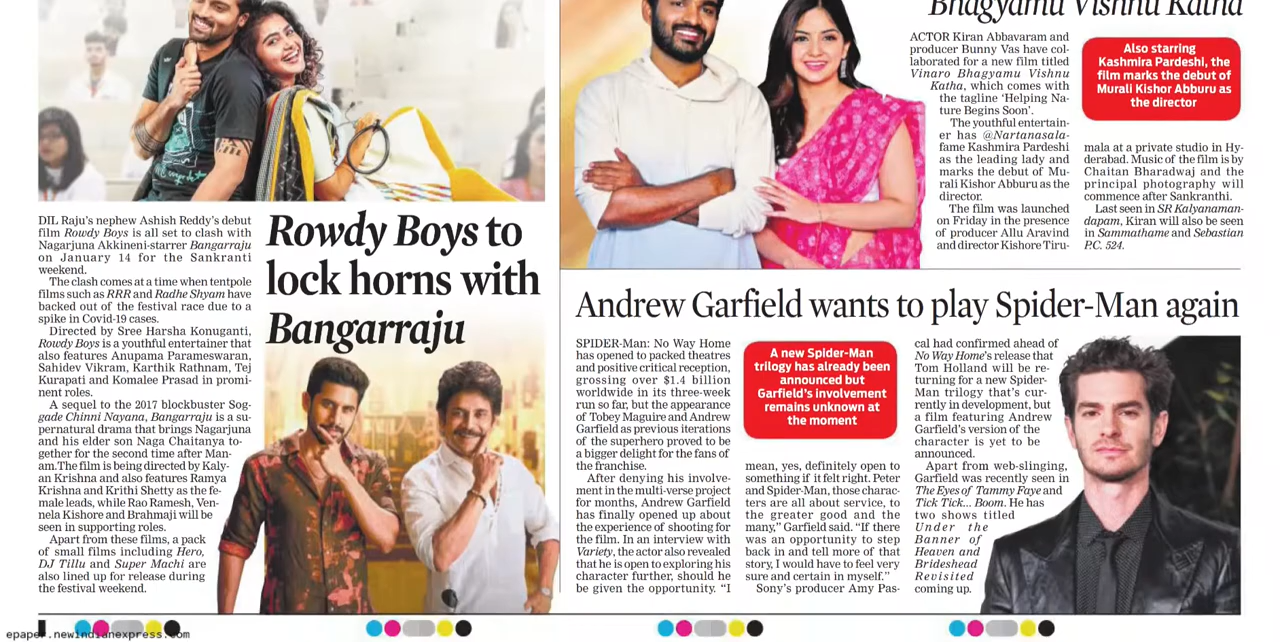 DIL Raju's nephew Ashish Reddy's debut
film Rowdy Boys is all set to clash with
Nagarjuna Akkineni-starrer Bangarraju
on January 14 for the Sankranti
weekend.
The clash comes at a time when tentpole
films such as RRR and Radhe Shyam have
backed out of the festival race due to a
spike in Covid-19 cases.
Directed by Sree Harsha Konuganti,
Rowdy Boys is a youthful entertainer that
also features Anupama Parameswaran,
Sahidev Vikram, Karthik Rathnam, Tej
Kurapati and Komalee Prasad in promi-
nent roles.
A sequel to the 2017 blockbuster Sog-
gade Chinni Nayana, Bangarraju is a su-
pernatural drama that brings Nagarjuna
and his elder son Naga Chaitanya to-
gether for the second time after Man-
am.The film is being directed by Kaly-
an Krishna and also features Ramya
Krishna and Krithi Shetty as the fe-
male leads, while Rao Ramesh, Ven-
nela Kishore and Brahmaji will be
seen in supporting roles.
Apart from these films, a pack
of small films including Hero,
DJ Tillu and Super Machi are
also lined up for release during
the festival weekend.
Rowdy Boys to
lock horns with
Bangarraju
Bhagyamu Vishnu Katha
ACTOR Kiran Abbavaram and
producer Bunny Vas have col-
laborated for a new film titled
Vinaro Bhagyamu Vishnu
Katha, which comes with
the tagline 'Helping Na-
ture Begins Soon'.
The youthful entertain-
er has @Nartanasala-
fame Kashmira Pardeshi
as the leading lady and
marks the debut of Mu-
rali Kishor Abburu as the
director.
The film was launched
on Friday in the presence
of producer Allu Aravind
and director Kishore Tiru-
Also starring
Kashmira Pardeshi, the
film marks the debut of
Murali Kishor Abburu as
the director
mala at a private studio in Hy-
derabad. Music of the film is by
Chaitan Bharadwaj and the
principal photography will
commence after Sankranthi.
Last seen in SR Kalyanaman-
dapam, Kiran will also be seen
in Sammathame and Sebastian
P.C. 524.
Andrew Garfield wants to play Spider-Man again
SPIDER-Man: No Way Home
has opened to packed theatres
and positive critical reception,
grossing over $1.4 billion
worldwide in its three-week
run so far, but the appearance
of Tobey Maguire and Andrew
Garfield as previous iterations
of the superhero proved to be
a bigger delight for the fans of
the franchise.
After denying his involve-
ment in the multi-verse project
for months, Andrew Garfield
has finally opened up about
the experience of shooting for
the film. In an interview with
Variety, the actor also revealed
that he is open to exploring his
character further, should he
be given the opportunity. "I
A new Spider-Man
trilogy has already been
announced but
Garfield's involvement
remains unknown at
the moment
mean, yes, definitely open to
something if it felt right. Peter
and Spider-Man, those charac-
ters are all about service, to
the greater good and the
many," Garfield said. "If there
was an opportunity to step
back in and tell more of that
story, I would have to feel very
sure and certain in myself."
Sony's producer Amy Pas-
cal had confirmed ahead of
No Way Home's release that
Tom Holland will be re-
turning for a new Spider-
Man trilogy that's cur-
rently in development, but
a film featuring Andrew
Garfield's version of the
character is yet to be
announced.
Apart from web-slinging,
Garfield was recently seen in
The Eyes of Tammy Faye and
Tick Tick... Boom. He has
two shows titled
Under the
Banner of
Heaven and
Brideshead
Revisited
coming up.
epaper.newindianexpress.com